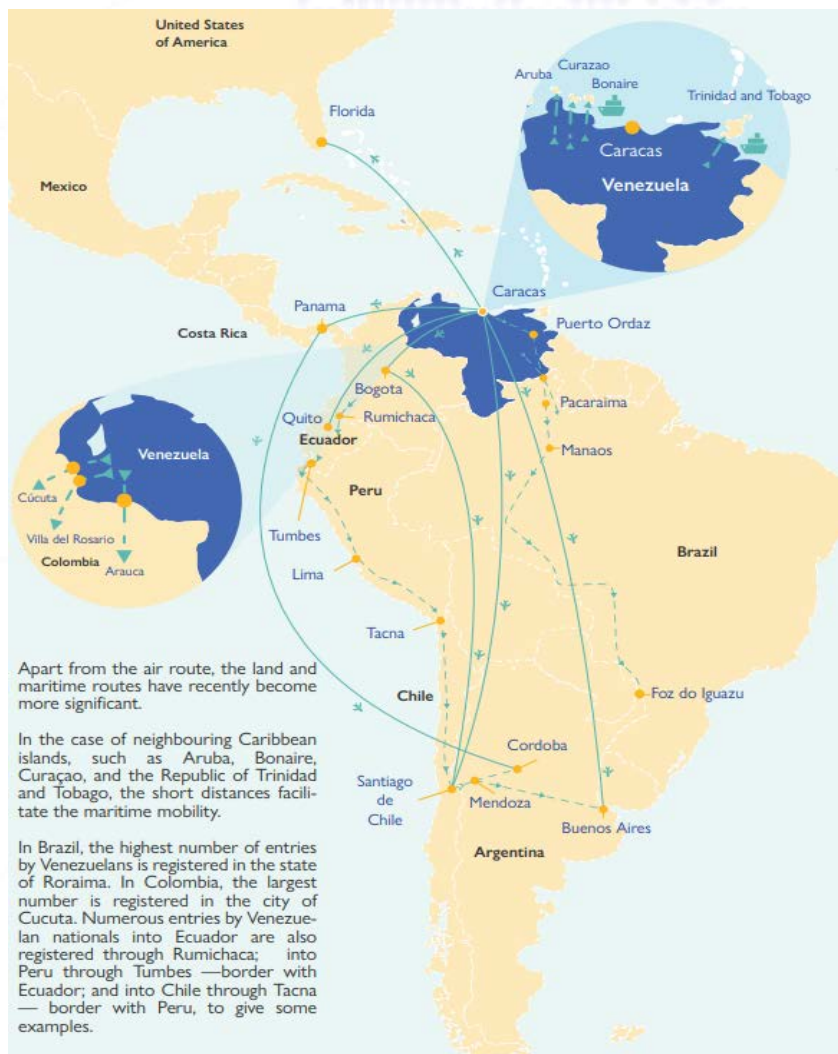 United States
of America
Florida
Mexico
Aruba
Curazao
Bonaire
Trinidad and Tobago
Caracas
Venezuela
Caracas
Panama
Costa Rica
Puerto Ordaz
Bogota
Pacaraima
Quito
Rumichaca
Ecuador
Manaos
Peru
Venezuela
Cúcuta
Villa del Rosario
Colombia
Arauca
Tumbes
Brazil
Lima
Tacna
Chile
Foz do Iguazu
Cordoba
Santiago
de
Chile
Mendoza
Buenos Aires
Argentina
Apart from the air route, the land and
maritime routes have recently become
more significant.
In the case of neighbouring Caribbean
islands, such as Aruba, Bonaire,
Curaçao, and the Republic of Trinidad
and Tobago, the short distances facili-
tate the maritime mobility.
In Brazil, the highest number of entries
by Venezuelans is registered in the state
of Roraima. In Colombia, the largest
number is registered in the city of
Cucuta. Numerous entries by Venezue-
lan nationals into Ecuador are also
registered through Rumichaca; into
Peru through Tumbes —border with
Ecuador; and into Chile through Tacna
— border with Peru, to give some
examples.